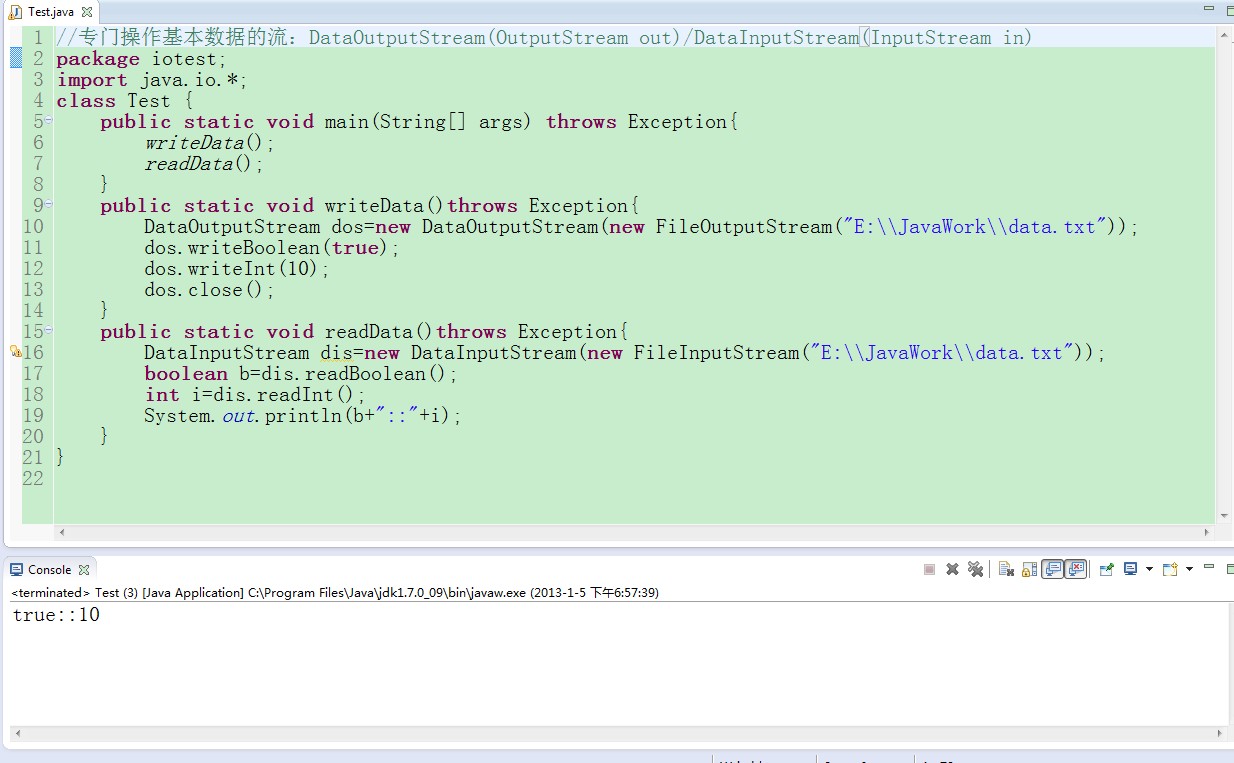 Test.java
1 //专门操作基本数据的流：DataOutputStream(OutputStream out)/DataInputStream(InputStream in)
2 package iotest;
3 import java.io.*;
4 class Test {
5     public static void main(String[] args) throws Exception{
6         writeData();
7         readData();
8     }
9     public static void writeData()throws Exception{
10         DataOutputStream dos=new DataOutputStream(new FileOutputStream("E:\\JavaWork\\data.txt"));
11         dos.writeBoolean(true);
12         dos.writeInt(10);
13         dos.close();
14     }
15     public static void readData()throws Exception{
16         DataInputStream dis=new DataInputStream(new FileInputStream("E:\\JavaWork\\data.txt"));
17         boolean b=dis.readBoolean();
18         int i=dis.readInt();
19         System.out.println(b+"::"+i);
20     }
21 }
22
Console
<terminated> Test (3) [Java Application] C:\Program Files\Java\jdk1.7.0_09\bin\javaw.exe (2013-1-5 下午6:57:39)
true::10